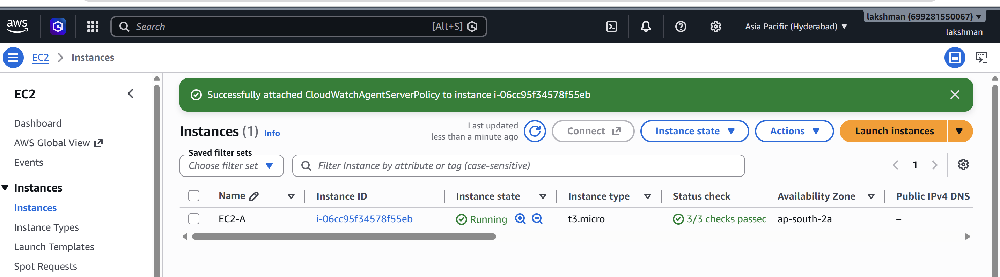 aws
Search [Alt+S]
Asia Pacific (Hyderabad)
lakshman (699281550067)
lakshman
EC2 Instances
EC2
Dashboard
AWS Global View
Events
Instances
Instances
Instance Types
Launch Templates
Spot Requests
Successfully attached CloudWatchAgentServerPolicy to instance i-06cc95f34578f55eb
Instances (1) Info
Last updated
less than a minute ago
Connect
Instance state
Actions
Launch instances
Saved filter sets
Choose filter set
Filter Instance by attribute or tag (case-sensitive)
1
Name Instance ID Instance state Instance type Status check Availability Zone Public IPv4 DNS
EC2-A i-06cc95f34578f55eb Running t3.micro 3/3 checks passec ap-south-2a –